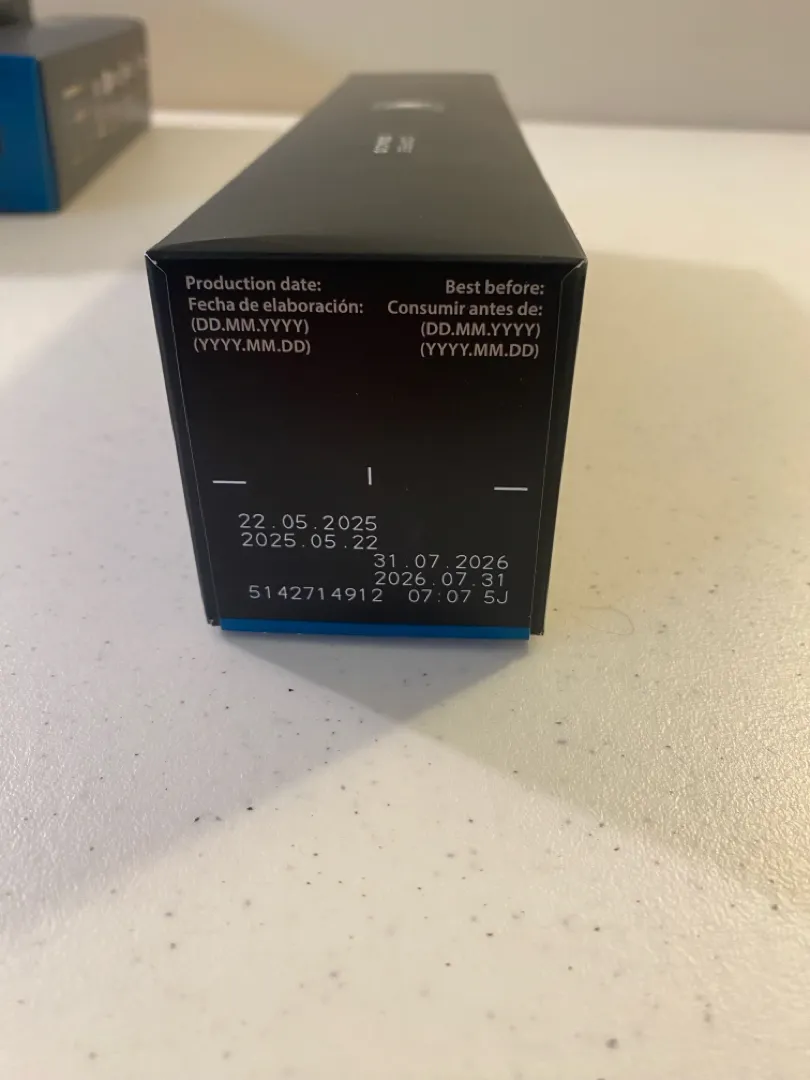 Production date:
Fecha de elaboración:
(DD.MM.YYYY)
(YYYY.MM.DD)
Best before:
Consumir antes de:
(DD.MM.YYYY)
(YYYY.MM.DD)
22.05.2025
2025.05.22
31.07.2026
2026.07.31
5142714912 07:07 5J